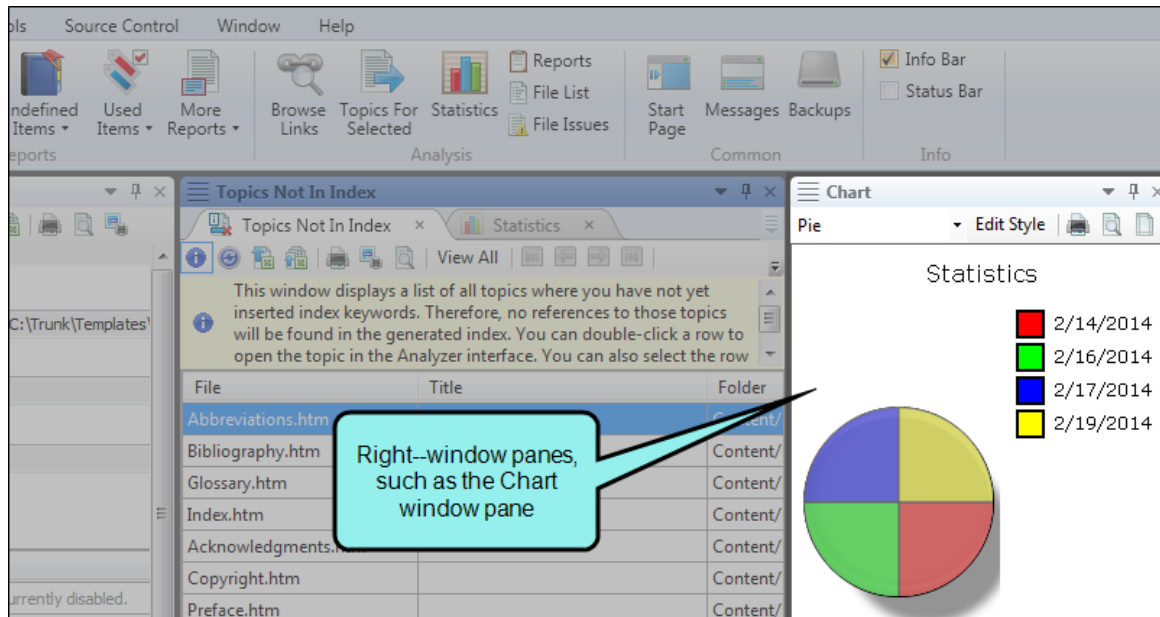 ols Source Control Window Help
ndefined Items
Used Items
More Reports
eports
Browse Links
Topics For Selected
Statistics
Reports
File List
File Issues
Analysis
Start Page
Messages
Backups
Common
Info Bar
Status Bar
Info
Topics Not In Index
Topics Not In Index
Statistics
View All
This window displays a list of all topics where you have not yet
inserted index keywords. Therefore, no references to those topics
will be found in the generated index. You can double-click a row to
open the topic in the Analyzer interface. You can also select the row
File Title Folder
Abbreviations.htm
Bibliography.htm Content/
Glossary.htm Content/
Index.htm Content/
Acknowledgments. Content/
Copyright.htm Content/
Preface.htm Content/
C:\Trunk\Templates\
urrently disabled.
Right--window panes,
such as the Chart
window pane
Chart
Pie Edit Style
Statistics
2/14/2014
2/16/2014
2/17/2014
2/19/2014